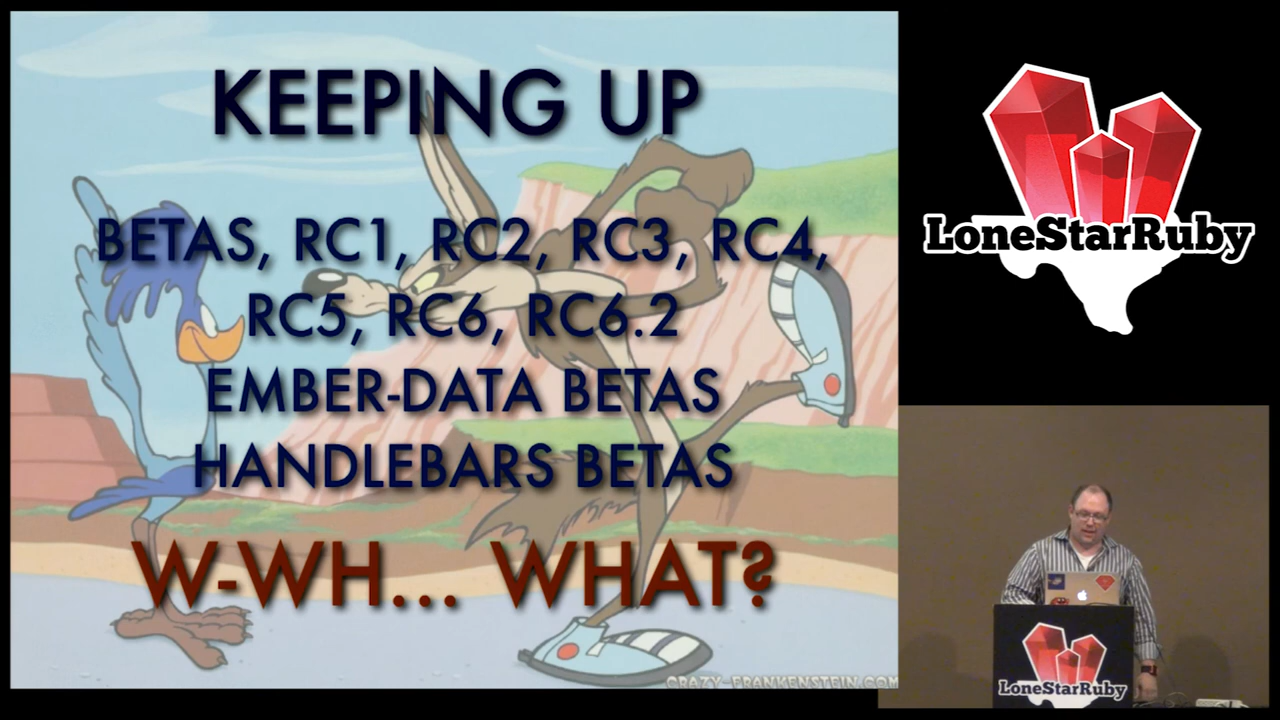 KEEPING UP
BETAS, RC1, RC2, RC3, RC4,
RC5, RC6, RC6.2
EMBER-DATA BETAS
HANDLEBARS BETAS
W-WH... WHAT?
CRAZY-FRANKENSTEIN.COM
LoneStarRuby
LoneStarRuby